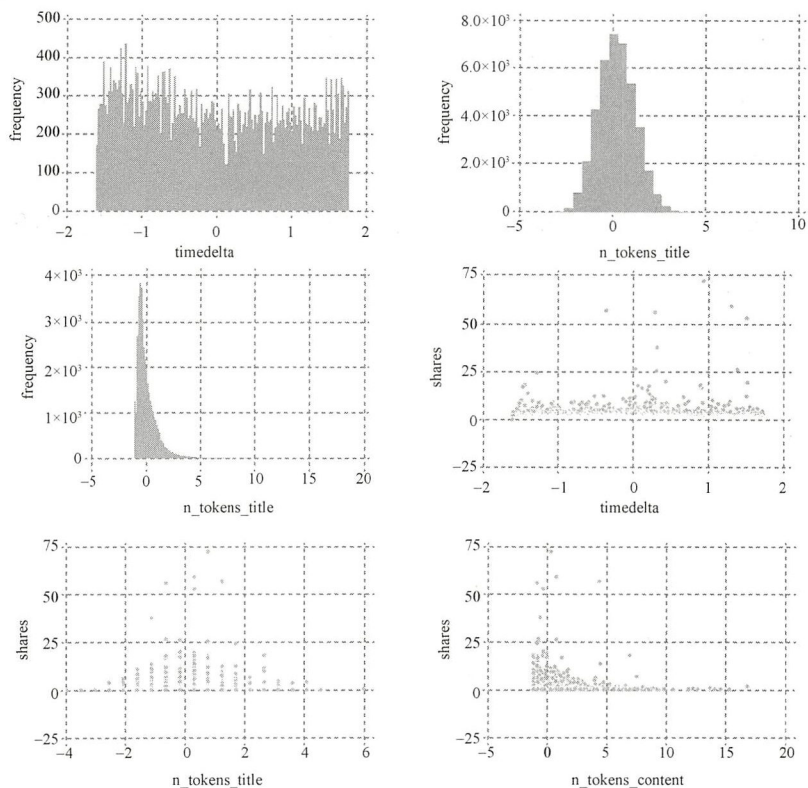 500
400
300
200
100
0
frequency
−2 −1 0 1 2
timedelta
8.0×10³
6.0×10³
4.0×10³
2.0×10³
0
frequency
−5 0 5 10
n_tokens_title
4×10³
3×10³
2×10³
1×10³
0
frequency
−5 0 5 10 15 20
n_tokens_title
75
50
25
0
−25
shares
−2 −1 0 1 2
timedelta
75
50
25
0
−25
shares
−4 −2 0 2 4 6
n_tokens_title
75
50
25
0
−25
shares
−5 0 5 10 15 20
n_tokens_content